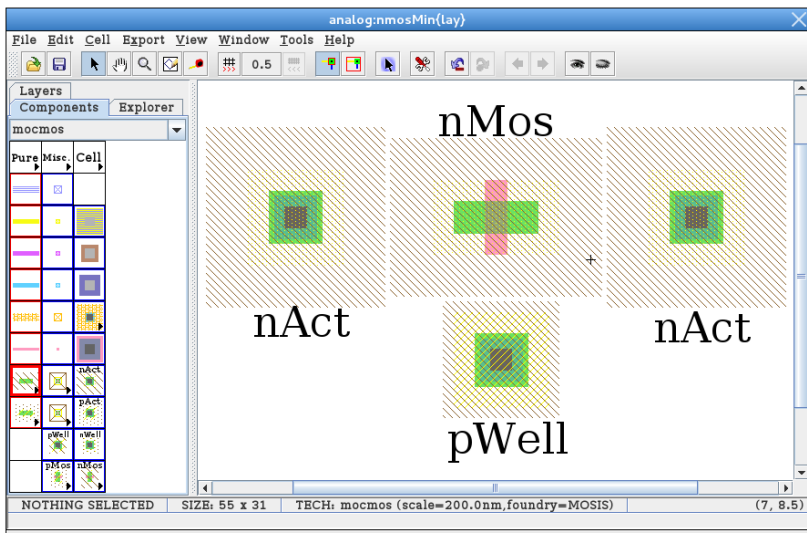 analog:nmosMin{lay}
File Edit Cell Export View Window Tools Help
0.5
Layers
Components Explorer
mocmos
Pure Misc. Cell
nAct
pAct
pWell nWell
pMos nMos
nMos
nAct
nAct
pWell
NOTHING SELECTED SIZE: 55 x 31 TECH: mocmos (scale=200.0nm,foundry=MOSIS) (7, 8.5)